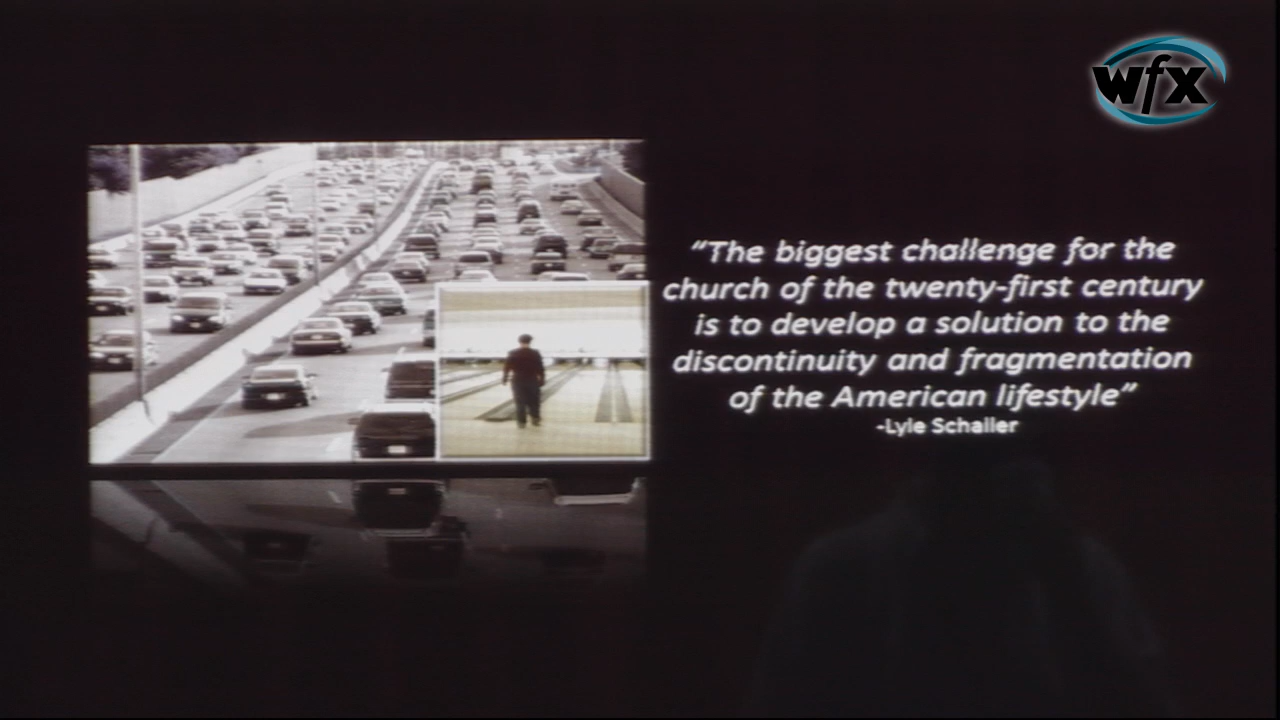 wfx
"The biggest challenge for the
church of the twenty-first century
is to develop a solution to the
discontinuity and fragmentation
of the American lifestyle"
-Lyle Schaller